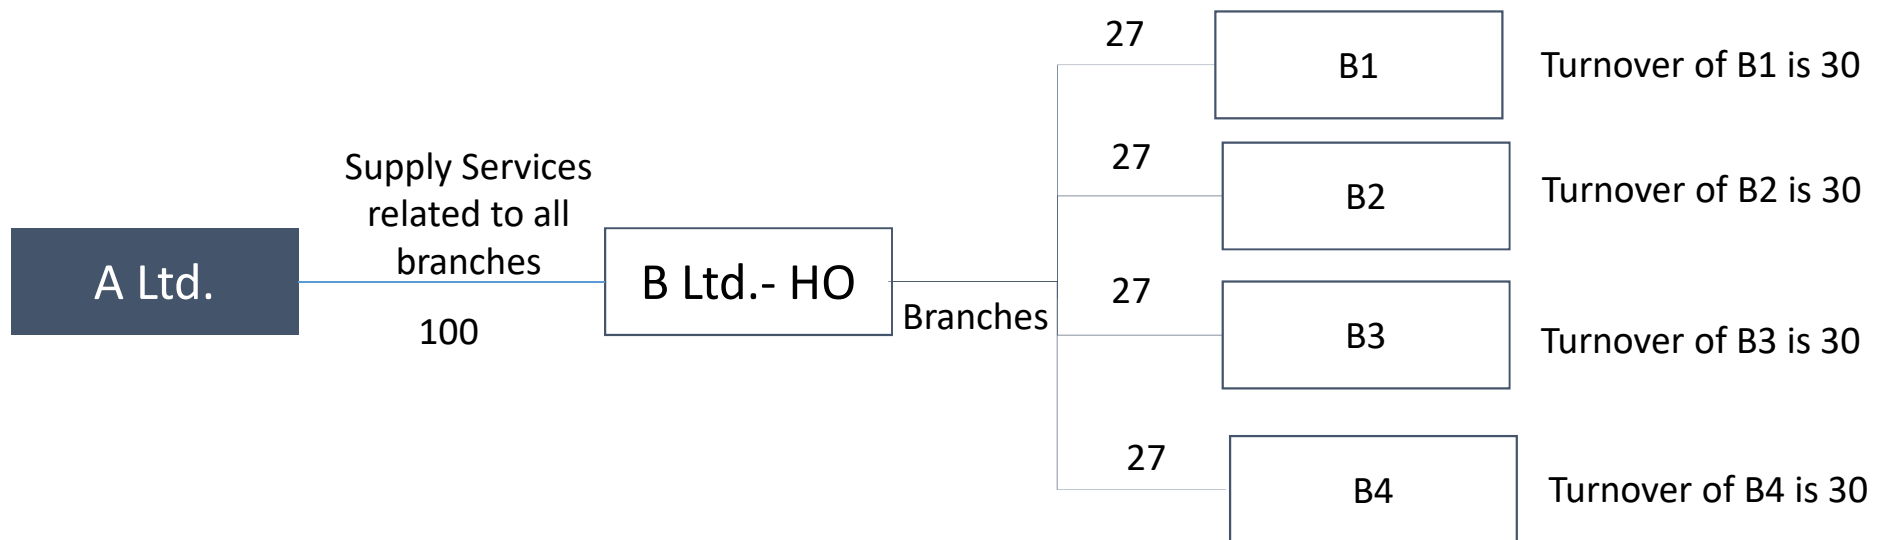 A Ltd.
Supply Services
related to all
branches
100
B Ltd.- HO
Branches
27
B1
Turnover of B1 is 30
27
B2
Turnover of B2 is 30
27
B3
Turnover of B3 is 30
27
B4
Turnover of B4 is 30